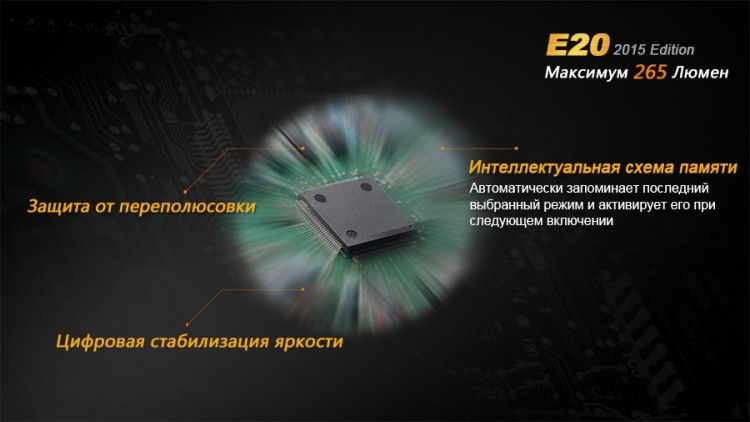 E20 2015 Edition
Максимум 265 Люмен
Интеллектуальная схема памяти
Автоматически запоминает последний
выбранный режим и активирует его при
следующем включении
Защита от переполюсовки
Цифровая стабилизация яркости